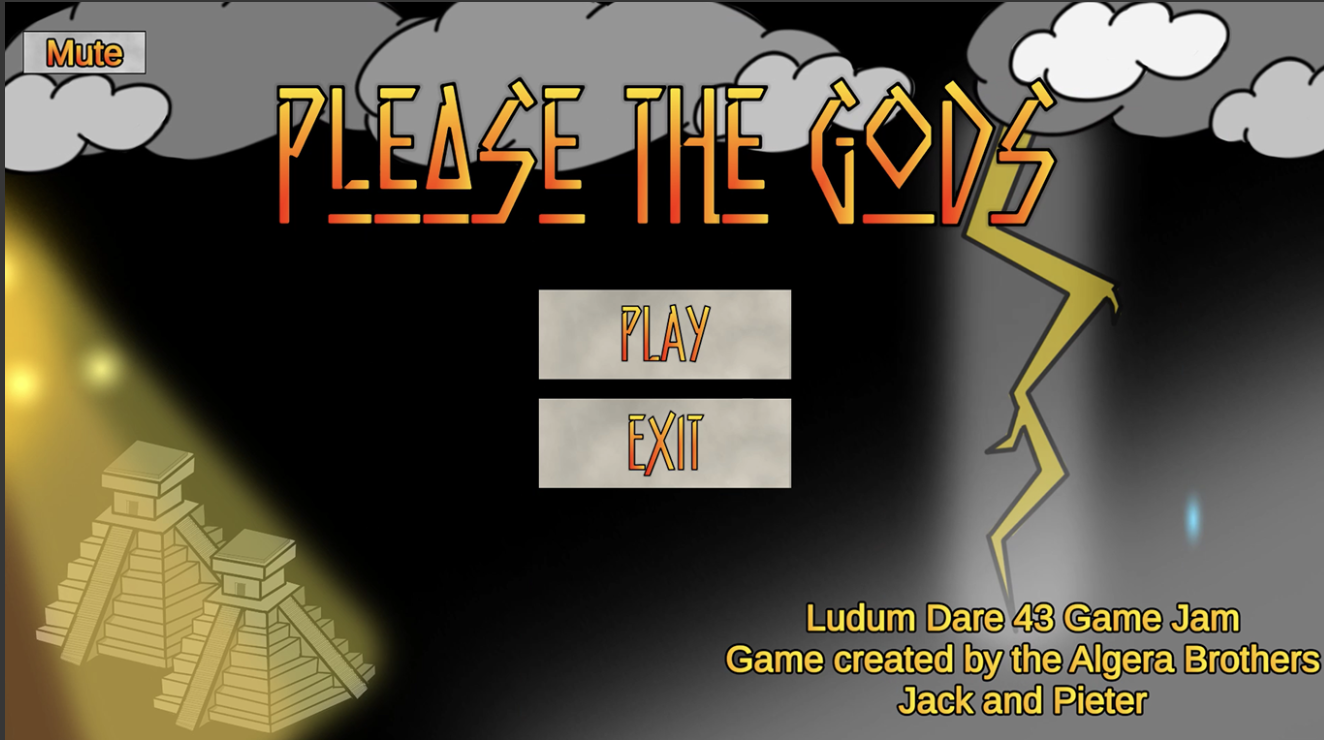 Mute
PLEASE THE GODS
PLAY
EXIT
Ludum Dare 43 Game Jam
Game created by the Algera Brothers
Jack and Pieter